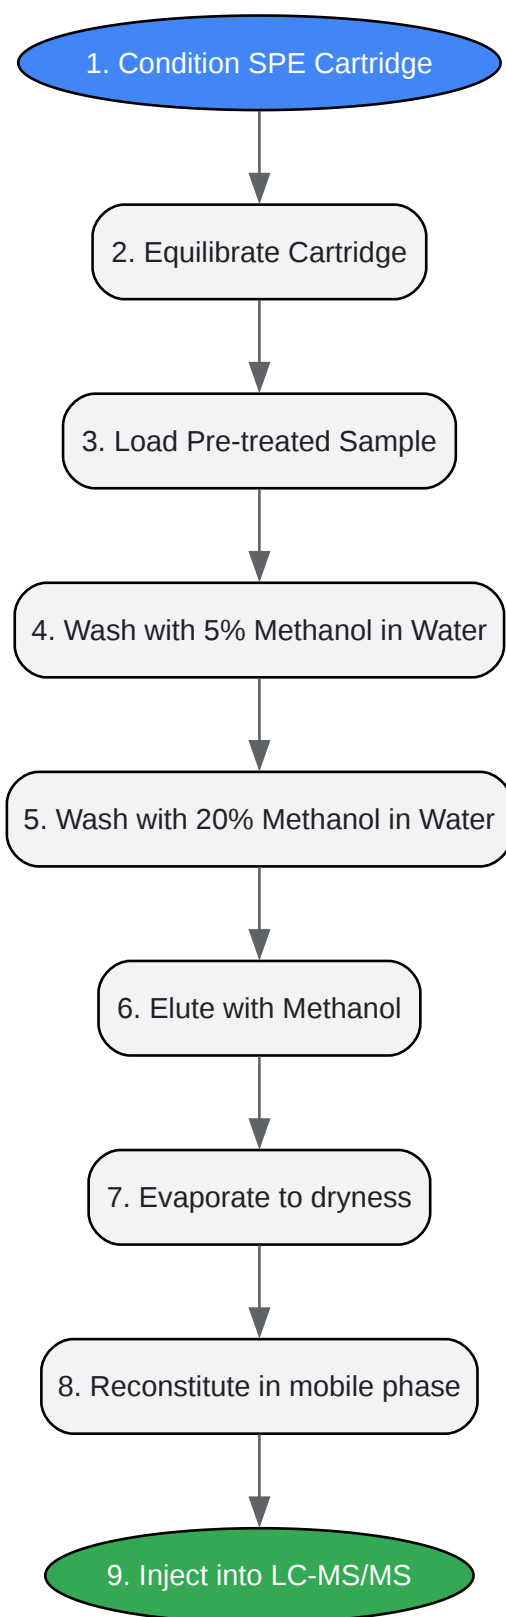 1. Condition SPE Cartridge
2. Equilibrate Cartridge
3. Load Pre-treated Sample
4. Wash with 5% Methanol in Water
5. Wash with 20% Methanol in Water
6. Elute with Methanol
7. Evaporate to dryness
8. Reconstitute in mobile phase
9. Inject into LC-MS/MS